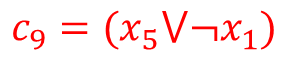 c₉ = (x₅∨¬x₁)